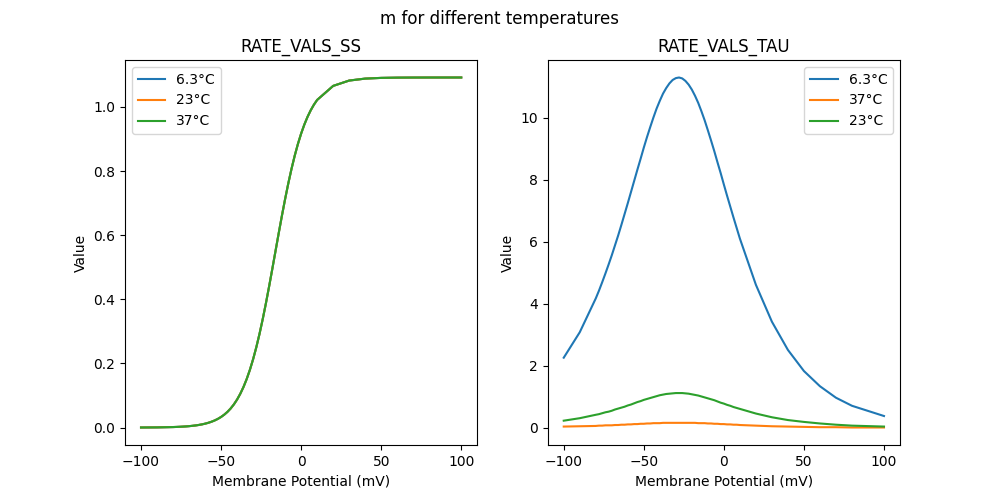 m for different temperatures
RATE_VALS_SS
RATE_VALS_TAU
6.3°C
23°C
37°C
6.3°C
37°C
23°C
Value
1.0
0.8
0.6
0.4
0.2
0.0
−100
−50
0
50
100
Membrane Potential (mV)
Value
10
8
6
4
2
0
−100
−50
0
50
100
Membrane Potential (mV)